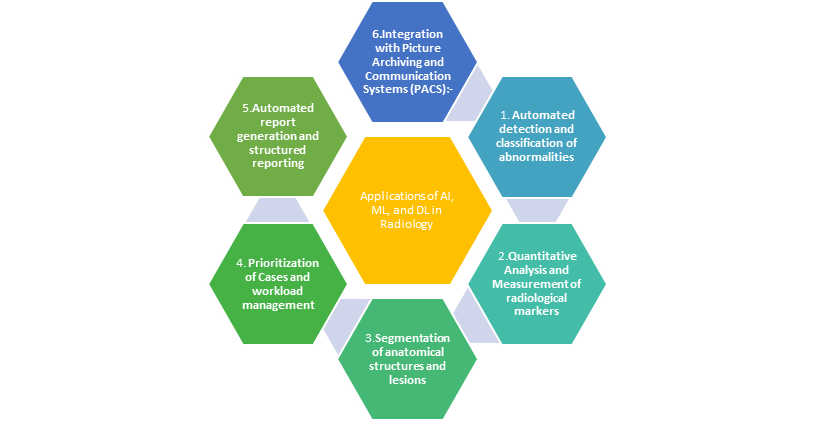 6.Integration
with Picture
Archiving and
Communication
Systems (PACS):-
1. Automated
detection and
classification of
abnormalities
2.Quantitative
Analysis and
Measurement of
radiological
markers
3.Segmentation
of anatomical
structures and
lesions
4. Prioritization
of Cases and
workload
management
5.Automated
report
generation and
structured
reporting
Applications of AI,
ML, and DL in
Radiology